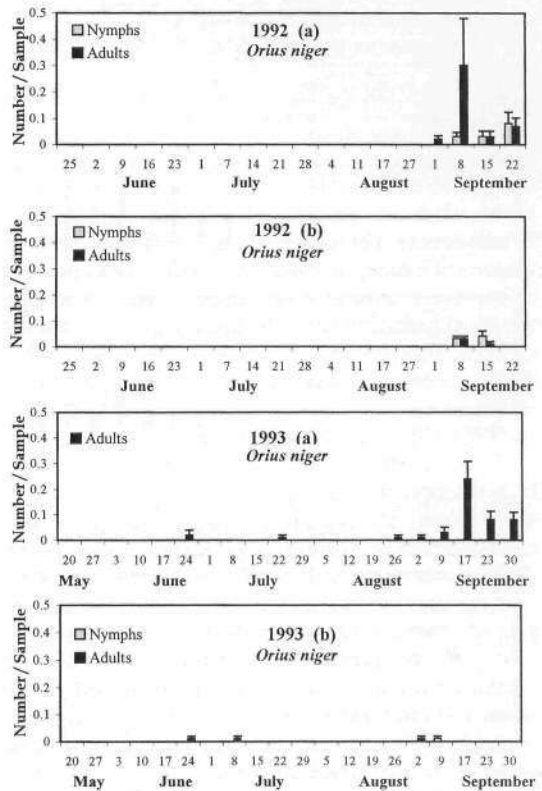 0.5
Nymphs 1992 (a)
Adults Orius niger
0.4
0.3
0.2
0.1
0
Number / Sample
25 2 9 16 23 1 7 14 21 28 4 11 17 27 1 8 15 22
June July August September
0.5
Nymphs 1992 (b)
Adults Orius niger
0.4
0.3
0.2
0.1
0
Number / Sample
25 2 9 16 23 1 7 14 21 28 4 11 17 27 1 8 15 22
June July August September
0.5
Adults 1993 (a)
Orius niger
0.4
0.3
0.2
0.1
0
Number / Sample
20 27 3 10 17 24 1 8 15 22 29 5 12 19 26 2 9 17 23 30
May June July August September
0.5
Nymphs 1993 (b)
Adults Orius niger
0.4
0.3
0.2
0.1
0
Number / Sample
20 27 3 10 17 24 1 8 15 22 29 5 12 19 26 2 9 17 23 30
May June July August September